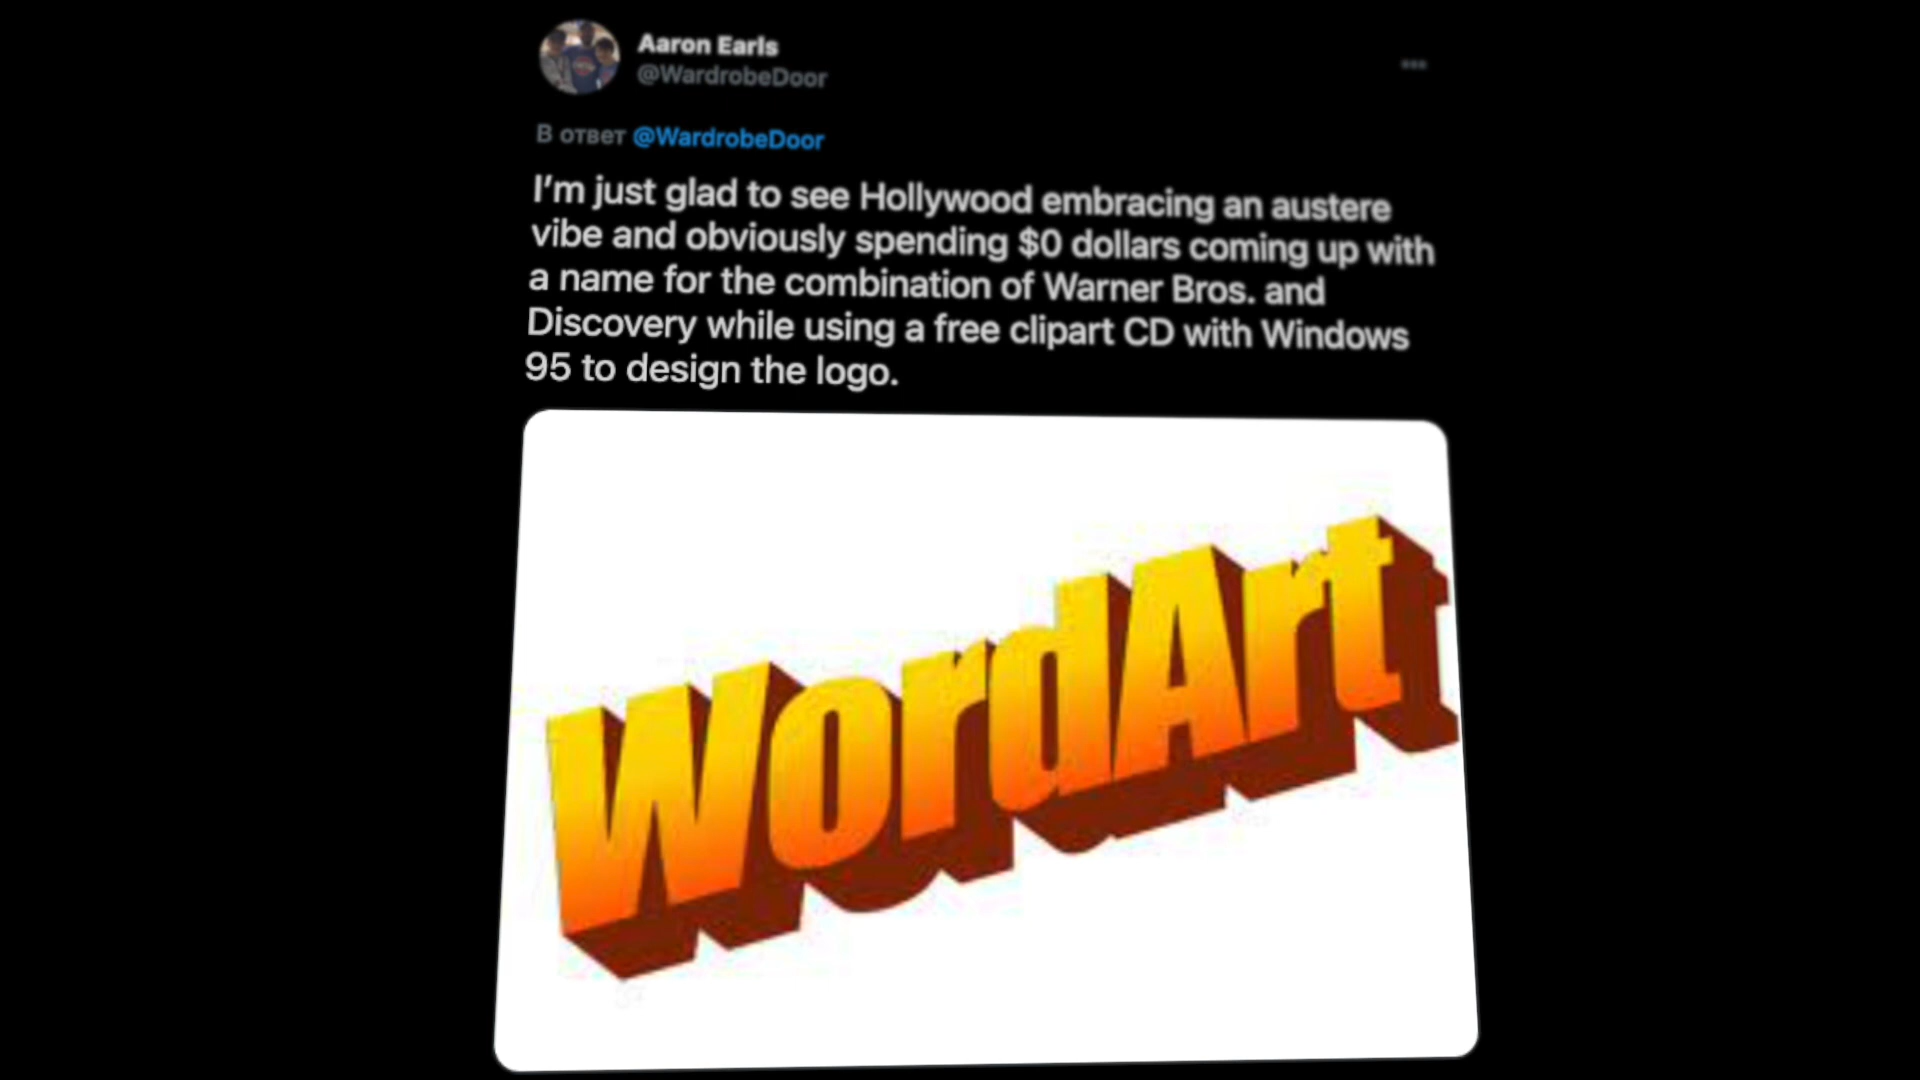 Aaron Earls
@WardrobeDoor
В ответ @WardrobeDoor
I’m just glad to see Hollywood embracing an austere
vibe and obviously spending $0 dollars coming up with
a name for the combination of Warner Bros. and
Discovery while using a free clipart CD with Windows
95 to design the logo.
WordArt